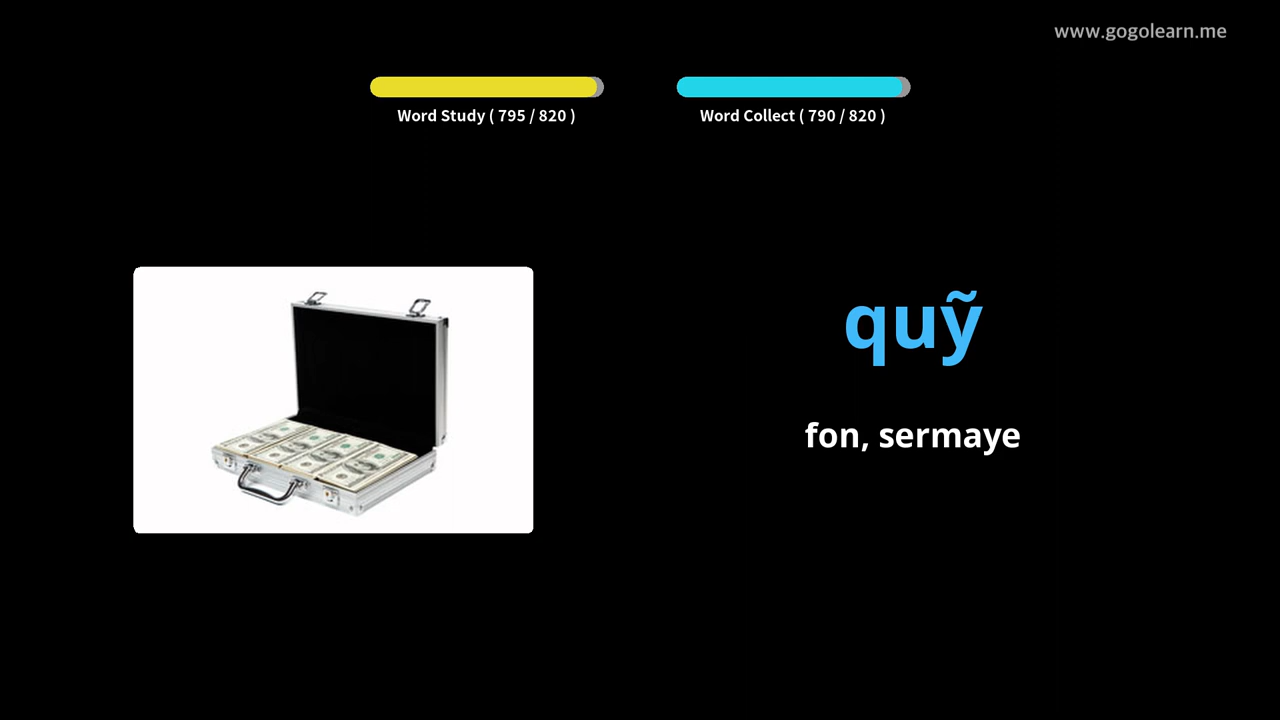 www.gogolearn.me
Word Study ( 795 / 820 )
Word Collect ( 790 / 820 )
quỹ
fon, sermaye